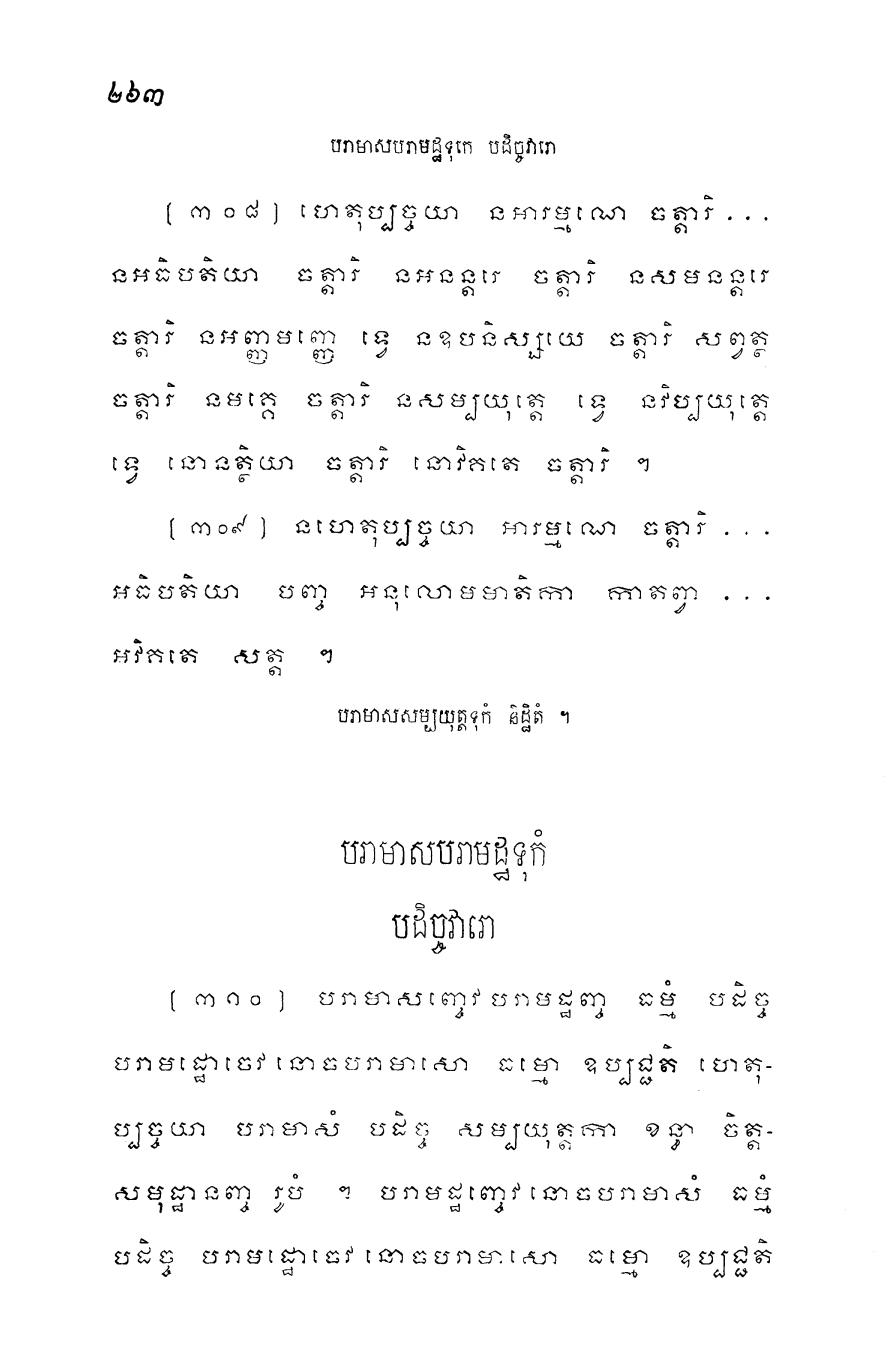 ២៦៣
បរាមាសបរាមដ្ឋទុកេ បដិច្ចវារោ
[ ៣០៨ ] ហេតុប្បច្ចយា នអារម្មណេ ចត្តារិ . . .
នអធិបតិយា ចត្តារិ នអនន្តរេ ចត្តារិ នសមនន្តរេ
ចត្តារិ នអញ្ញាមញ្ញេ ទ្វេ នឧបនិស្សយេ ចត្តារិ សព្វត្ថ
ចត្តារិ នមគ្គេ ចត្តារិ នសម្បយុត្តេ ទ្វេ នវិប្បយុត្តេ
ទ្វេ នោនត្ថិយា ចត្តារិ នោវិគតេ ចត្តារិ ។
[ ៣០៩ ] នហេតុប្បច្ចយា អារម្មណេ ចត្តារិ . . .
អធិបតិយា បញ្ច អនុលោមមាតិកា កាតព្វា . . .
អវិគតេ សត្ត ។
បរាមាសសម្បយុត្តទុកំ និដ្ឋិតំ ។
បរាមាសបរាមដ្ឋទុកំ
បដិច្ចវារោ
[ ៣១០ ] បរាមាសញ្ចេវបរាមដ្ឋញ្ច ធម្មំ បដិច្ច
បរាមដ្ឋោចេវនោចបរាមាសោ ធម្មោ ឧប្បជ្ជតិ ហេតុ-
ប្បច្ចយា បរាមាសំ បដិច្ច សម្បយុត្តកា ខន្ធា ចិត្ត-
សមុដ្ឋានញ្ច រូបំ ។ បរាមដ្ឋញ្ចេវនោចបរាមាសំ ធម្មំ
បដិច្ច បរាមដ្ឋោចេវនោចបរាមាសោ ធម្មោ ឧប្បជ្ជតិ